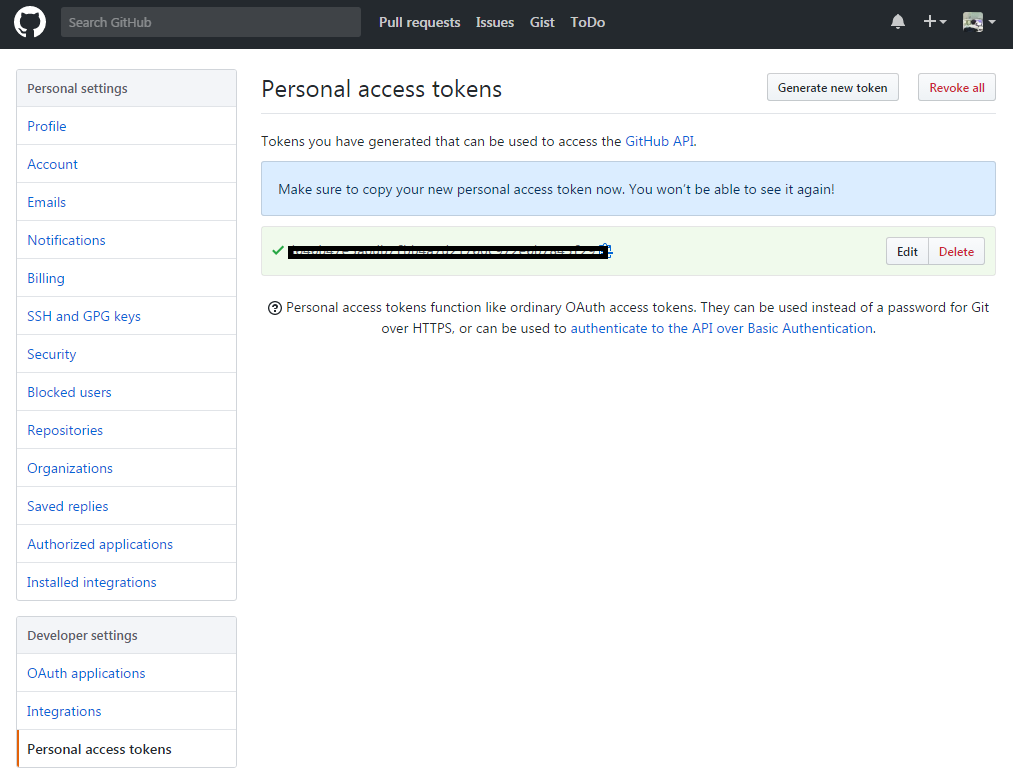 Search GitHub
Pull requests
Issues
Gist
ToDo
Personal settings
Profile
Account
Emails
Notifications
Billing
SSH and GPG keys
Security
Blocked users
Repositories
Organizations
Saved replies
Authorized applications
Installed integrations
Developer settings
OAuth applications
Integrations
Personal access tokens
Personal access tokens
Generate new token
Revoke all
Tokens you have generated that can be used to access the GitHub API.
Make sure to copy your new personal access token now. You won't be able to see it again!
Edit
Delete
Personal access tokens function like ordinary OAuth access tokens. They can be used instead of a password for Git
over HTTPS, or can be used to authenticate to the API over Basic Authentication.